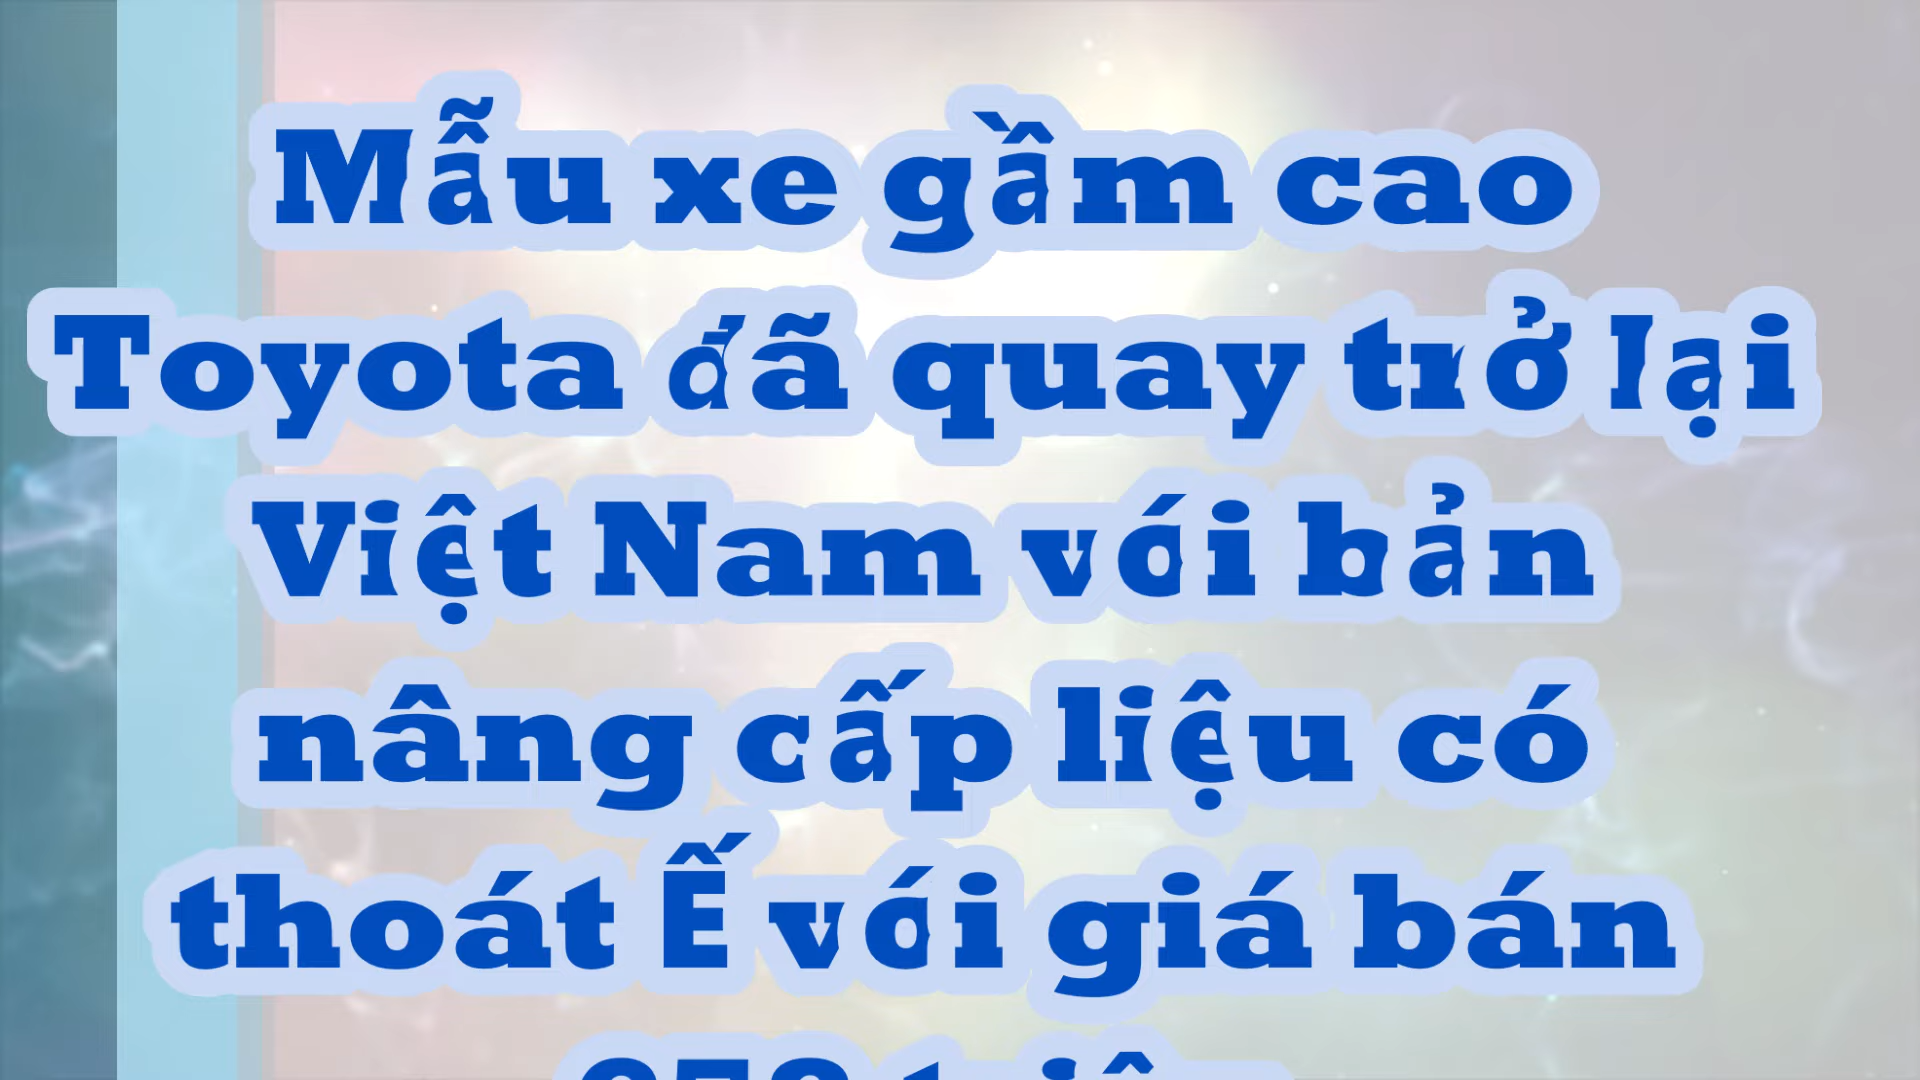 Mẫu xe gầm cao
Toyota đã quay trở lại
Việt Nam với bản
nâng cấp liệu có
thoát Ế với giá bán
triệu